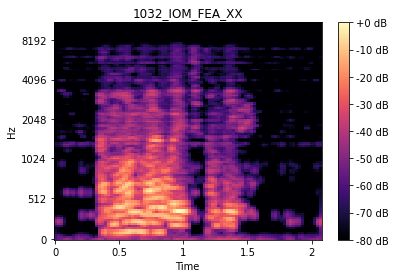 1032_IOM_FEA_XX
+0 dB
8192
-10 dB
4096
-20 dB
-30 dB
2048
Hz
-40 dB
1024
-50 dB
512
-60 dB
-70 dB
0
-80 dB
0 0.5 1 1.5 2
Time